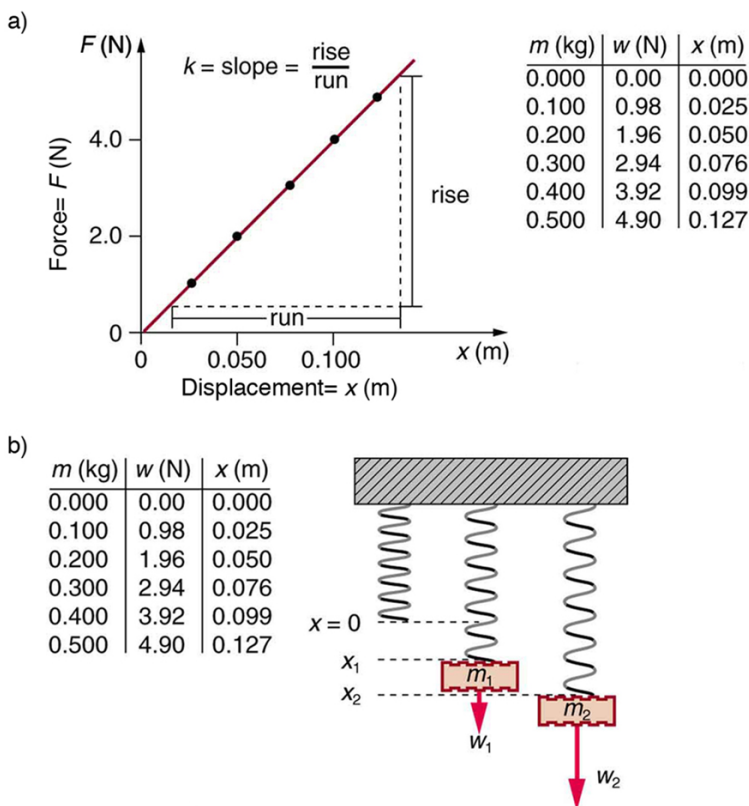 a)
F (N)
k = slope = rise/run
4.0
2.0
0
Force= F (N)
rise
run
0 0.050 0.100 x (m)
Displacement= x (m)
m (kg) w (N) x (m)
0.000 0.00 0.000
0.100 0.98 0.025
0.200 1.96 0.050
0.300 2.94 0.076
0.400 3.92 0.099
0.500 4.90 0.127
b)
m (kg) w (N) x (m)
0.000 0.00 0.000
0.100 0.98 0.025
0.200 1.96 0.050
0.300 2.94 0.076
0.400 3.92 0.099
0.500 4.90 0.127
x = 0
x₁
x₂
m₁
m₂
w₁
w₂